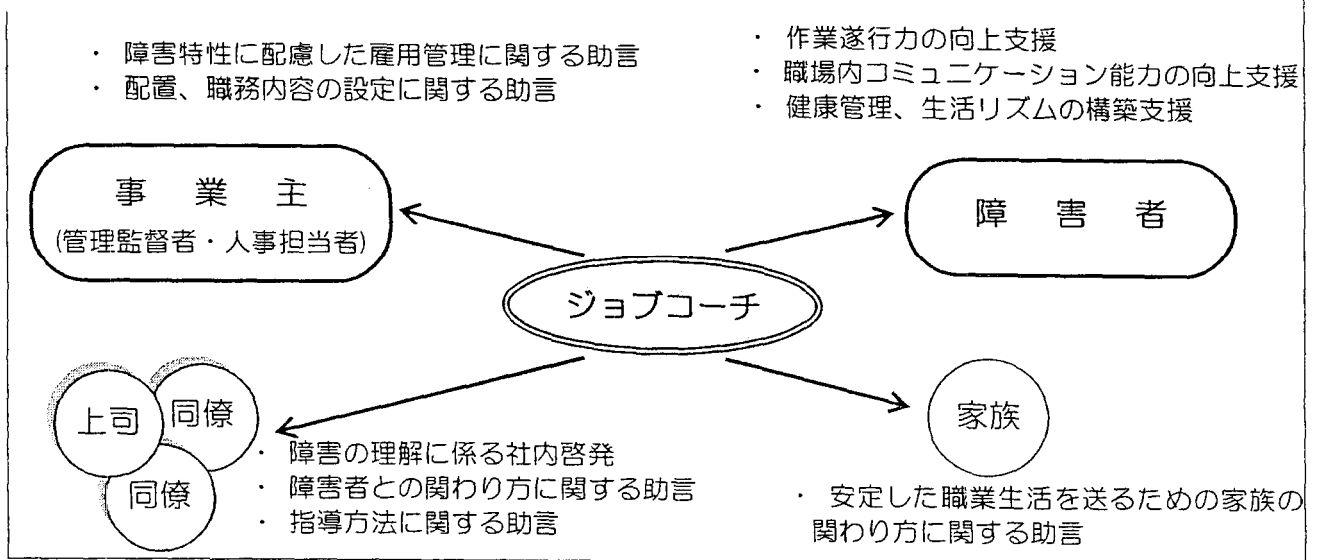 ・ 障害特性に配慮した雇用管理に関する助言
・ 配置、職務内容の設定に関する助言
・ 作業遂行力の向上支援
・ 職場内コミュニケーション能力の向上支援
・ 健康管理、生活リズムの構築支援
事 業 主
(管理監督者・人事担当者)
障 害 者
ジョブコーチ
上司
同僚
同僚
・ 障害の理解に係る社内啓発
・ 障害者との関わり方に関する助言
・ 指導方法に関する助言
家族
・ 安定した職業生活を送るための家族の
関わり方に関する助言